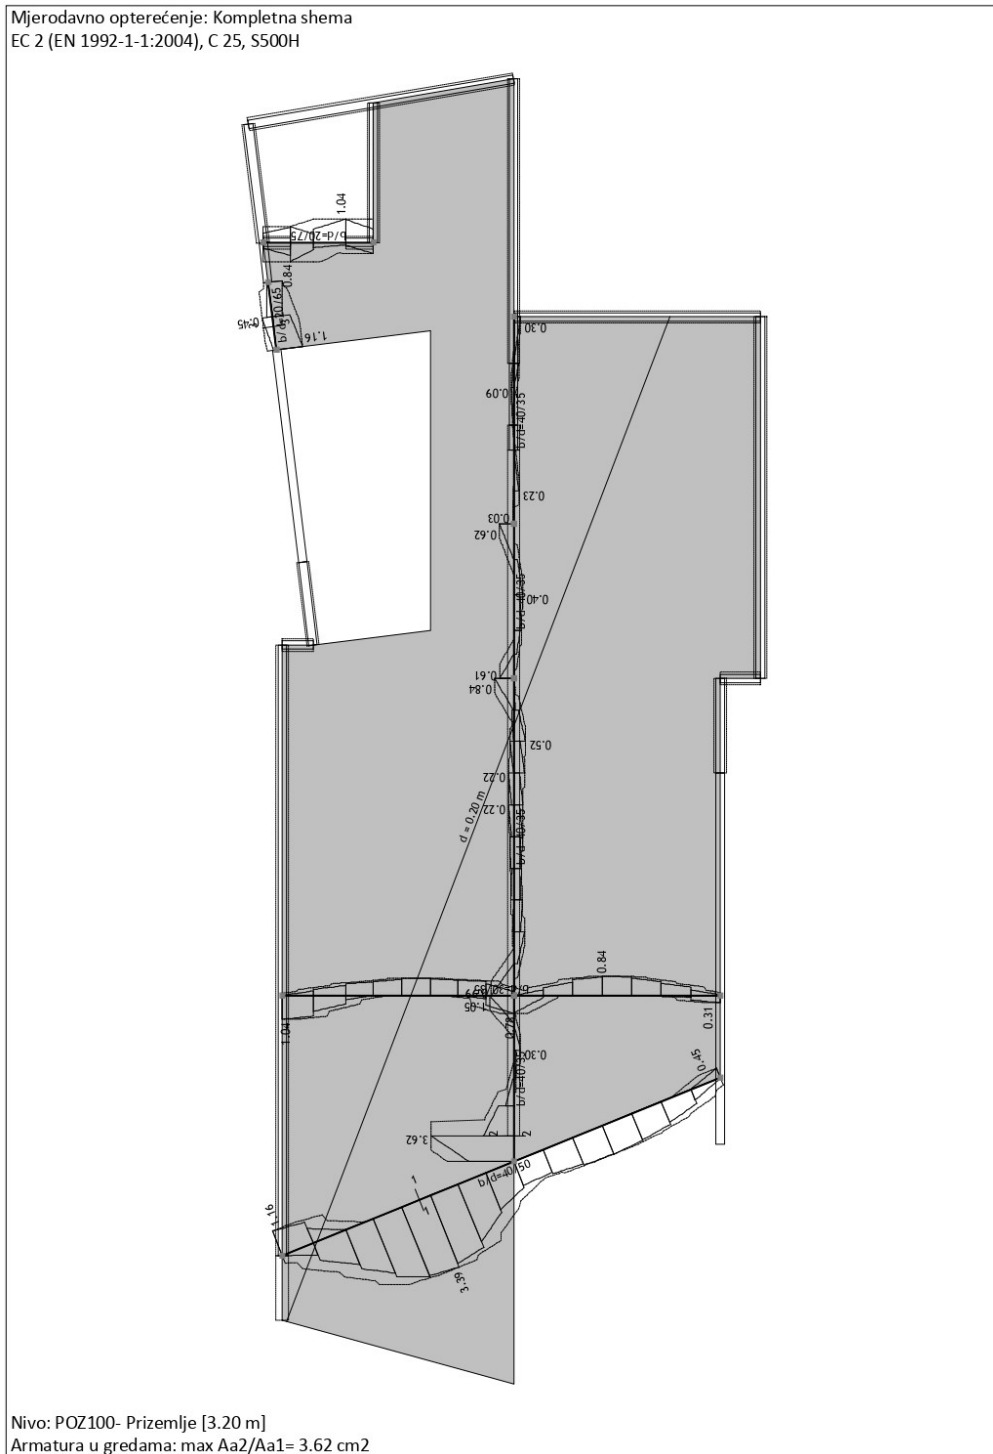 Mjerodavno opterećenje: Kompletna shema
EC 2 (EN 1992-1-1:2004), C 25, S500H
1.04
b/d=20/75
0.84
b/d=20/65
0.45
1.16
0.30
0.09
b/d=40/35
0.23
0.03
0.62
b/d=40/35
0.40
0.61
0.84
0.52
0.22
d = 0.20 m
0.22
b/d=40/35
0.84
1.05
1.04
0.78
0.31
0.30
b/d=40/35
0.45
3.62
2
2
b/d=40/50
1
1
1.16
3.39
Nivo: POZ100- Prizemlje [3.20 m]
Armatura u gredama: max Aa2/Aa1= 3.62 cm2